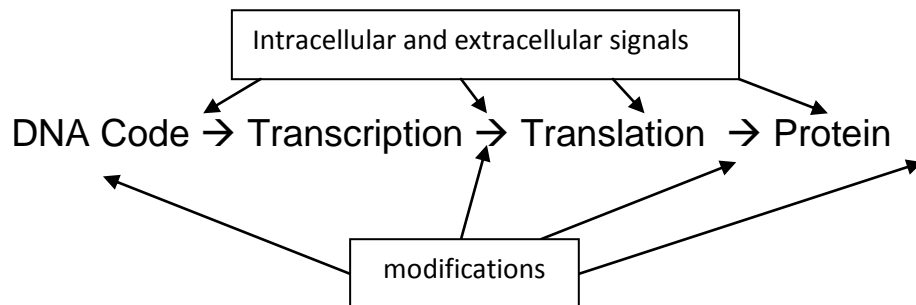 Intracellular and extracellular signals
DNA Code → Transcription → Translation → Protein
modifications